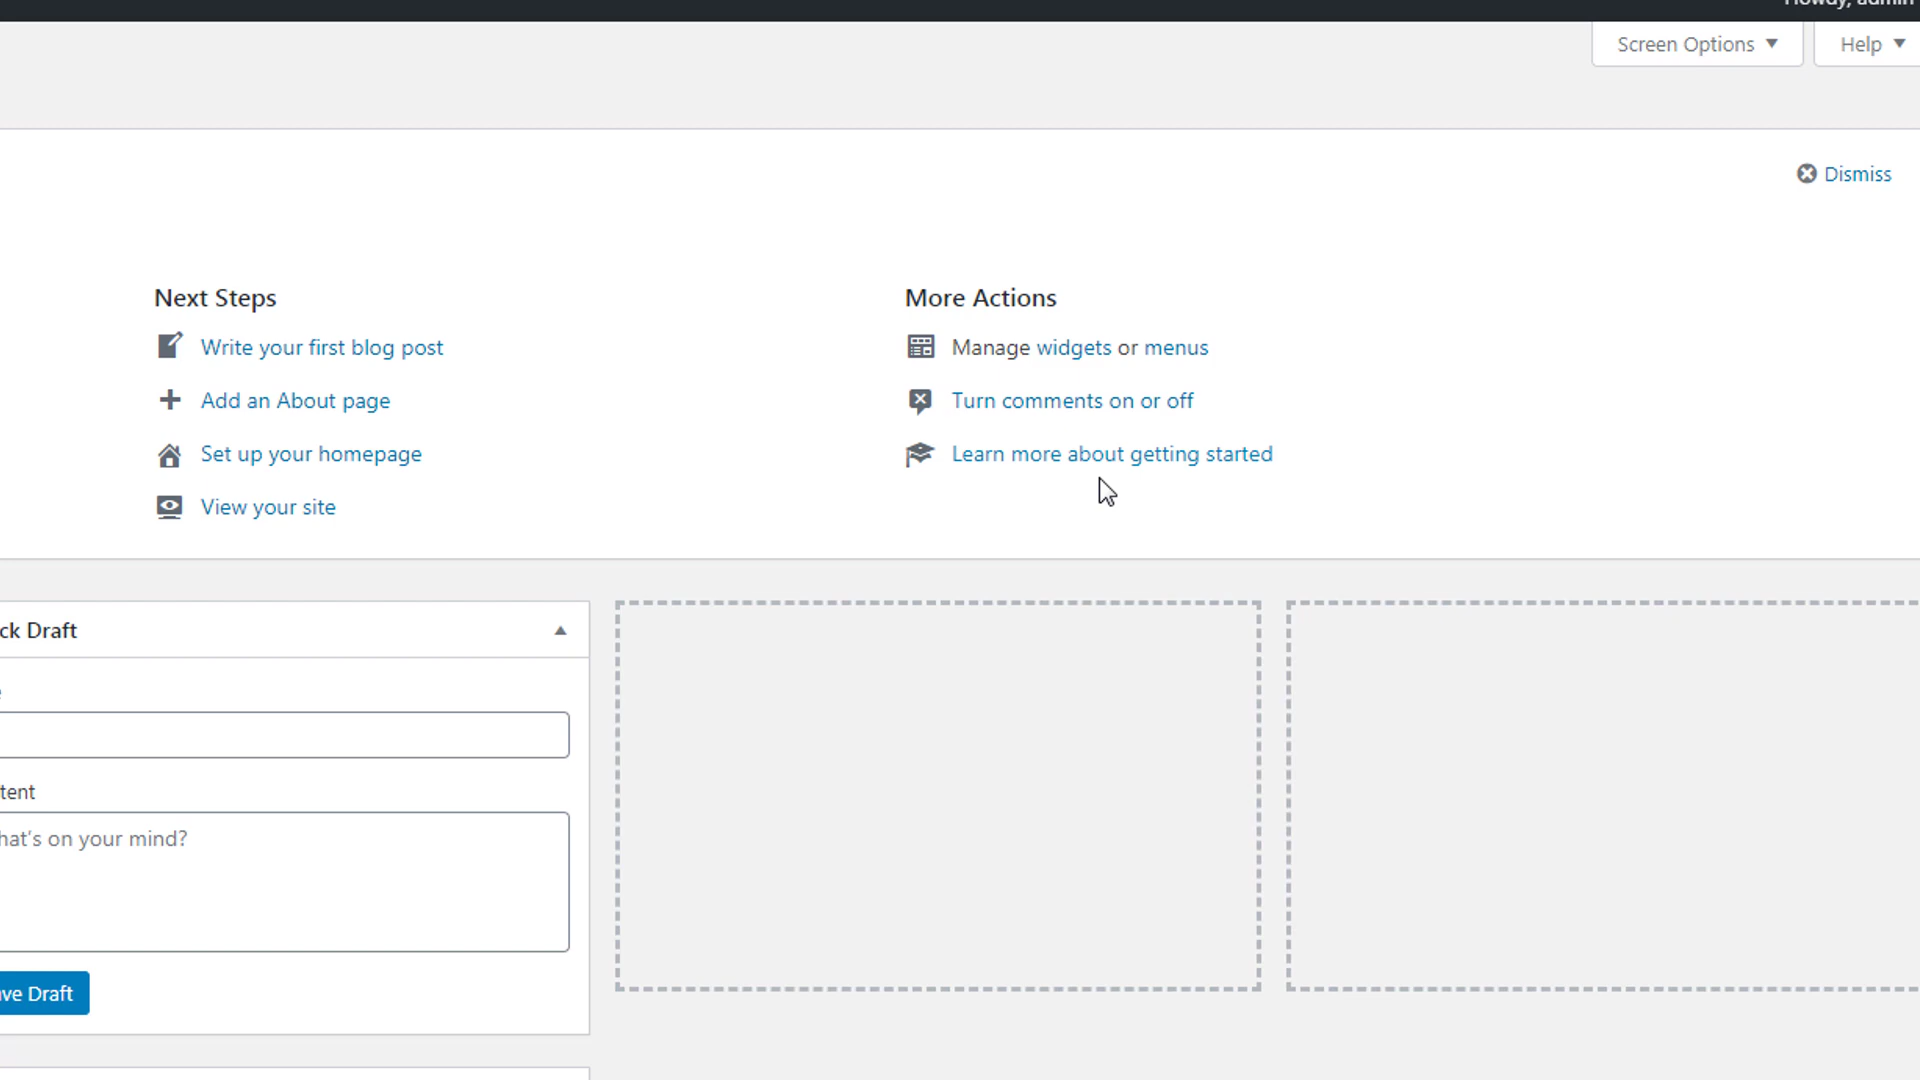 Howdy, admin
Screen Options
Help
Dismiss
Next Steps
Write your first blog post
Add an About page
Set up your homepage
View your site
More Actions
Manage widgets or menus
Turn comments on or off
Learn more about getting started
ck Draft
tent
hat's on your mind?
ve Draft